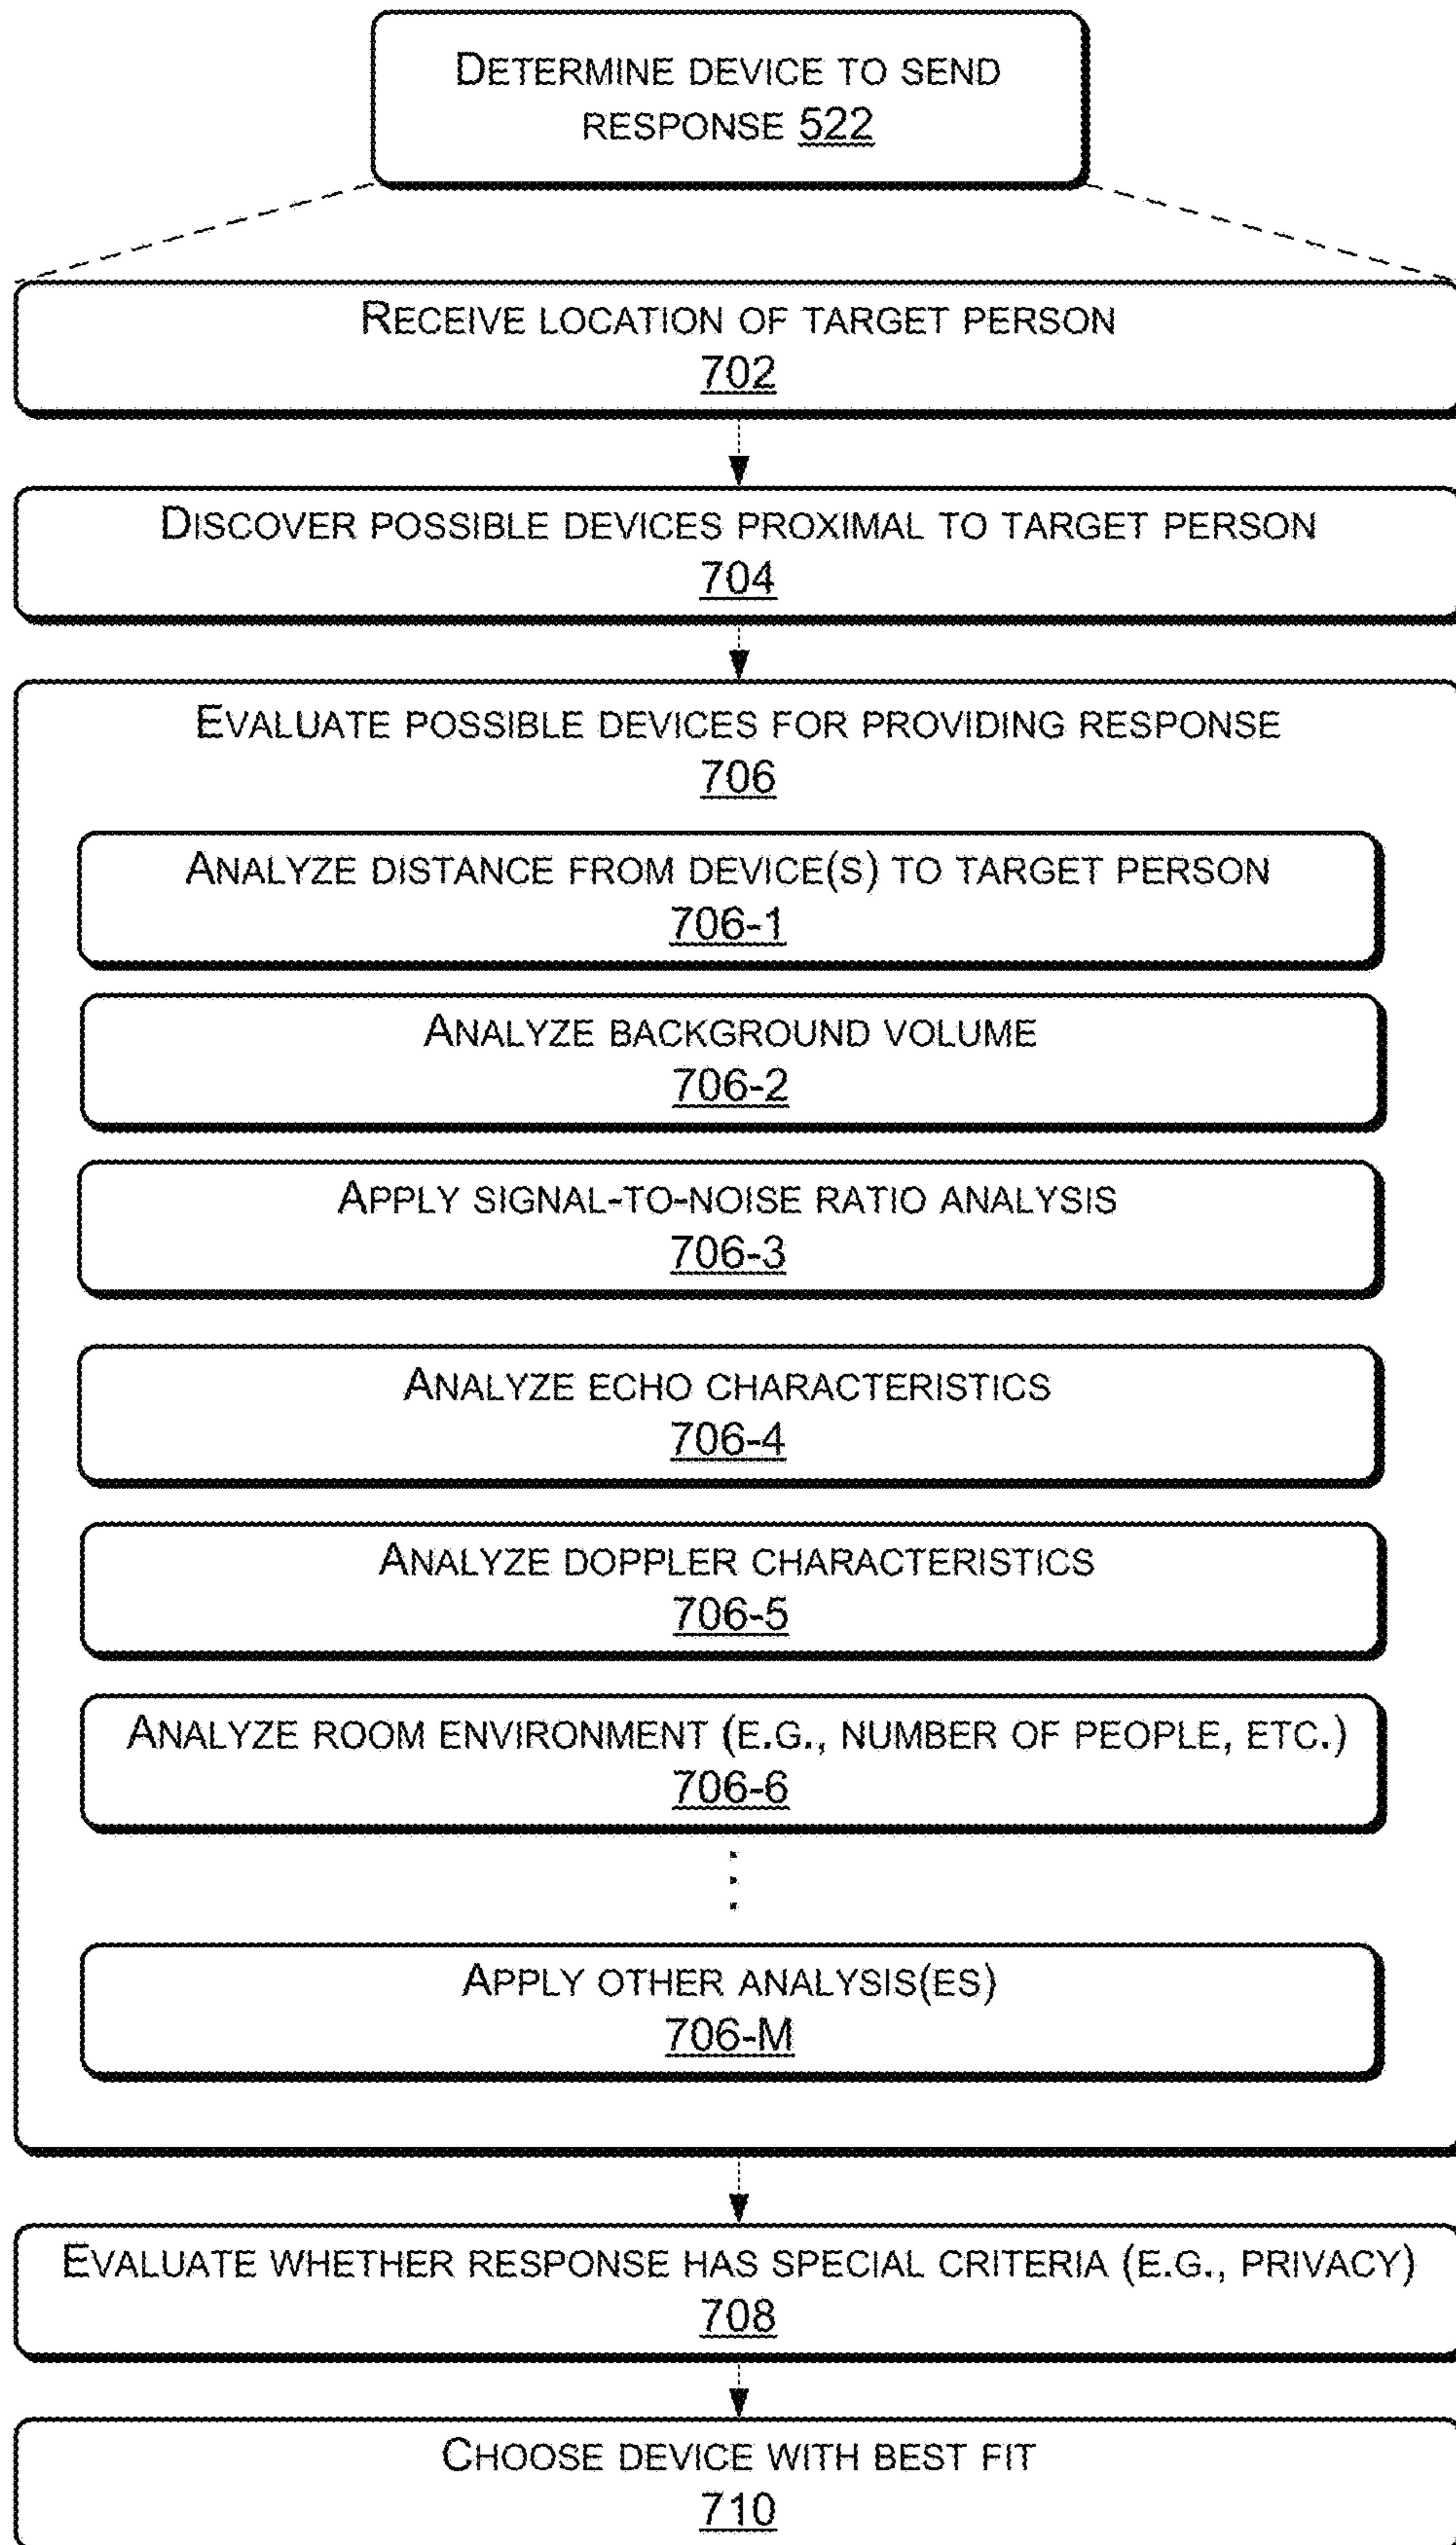 DETERMINE DEVICE TO SEND
RESPONSE 522
RECEIVE LOCATION OF TARGET PERSON
702
DISCOVER POSSIBLE DEVICES PROXIMAL TO TARGET PERSON
704
EVALUATE POSSIBLE DEVICES FOR PROVIDING RESPONSE
706
ANALYZE DISTANCE FROM DEVICE(S) TO TARGET PERSON
706-1
ANALYZE BACKGROUND VOLUME
706-2
APPLY SIGNAL-TO-NOISE RATIO ANALYSIS
706-3
ANALYZE ECHO CHARACTERISTICS
706-4
ANALYZE DOPPLER CHARACTERISTICS
706-5
ANALYZE ROOM ENVIRONMENT (E.G., NUMBER OF PEOPLE, ETC.)
706-6
APPLY OTHER ANALYSIS(ES)
706-M
EVALUATE WHETHER RESPONSE HAS SPECIAL CRITERIA (E.G., PRIVACY)
708
CHOOSE DEVICE WITH BEST FIT
710